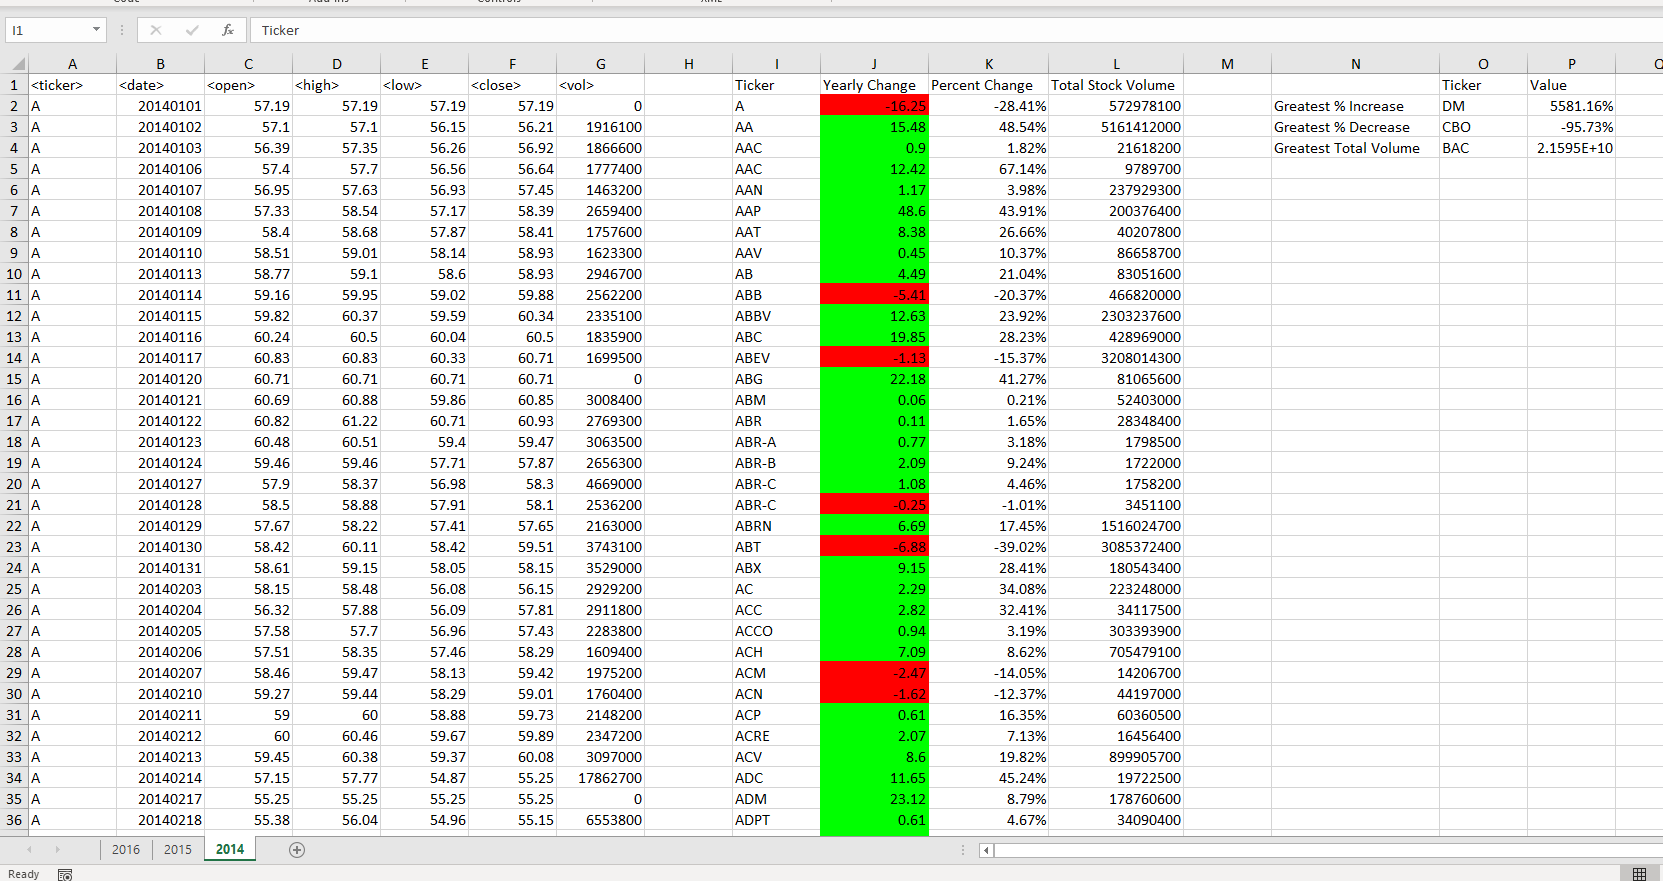 I1 fx Ticker
A B C D E F G H I J K L M N O P
1 <ticker> <date> <open> <high> <low> <close> <vol> Ticker Yearly Change Percent Change Total Stock Volume Ticker Value
2 A 20140101 57.19 57.19 57.19 57.19 0 A -16.25 -28.41% 572978100 Greatest % Increase DM 5581.16%
3 A 20140102 57.1 57.1 56.15 56.21 1916100 AA 15.48 48.54% 5161412000 Greatest % Decrease CBO -95.73%
4 A 20140103 56.39 57.35 56.26 56.92 1866600 AAC 0.9 1.82% 21618200 Greatest Total Volume BAC 2.1595E+10
5 A 20140106 57.4 57.7 56.56 56.64 1777400 AAC 12.42 67.14% 9789700
6 A 20140107 56.95 57.63 56.93 57.45 1463200 AAN 1.17 3.98% 237929300
7 A 20140108 57.33 58.54 57.17 58.39 2659400 AAP 48.6 43.91% 200376400
8 A 20140109 58.4 58.68 57.87 58.41 1757600 AAT 8.38 26.66% 40207800
9 A 20140110 58.51 59.01 58.14 58.93 1623300 AAV 0.45 10.37% 86658700
10 A 20140113 58.77 59.1 58.6 58.93 2946700 AB 4.49 21.04% 83051600
11 A 20140114 59.16 59.95 59.02 59.88 2562200 ABB -5.41 -20.37% 466820000
12 A 20140115 59.82 60.37 59.59 60.34 2335100 ABBV 12.63 23.92% 2303237600
13 A 20140116 60.24 60.5 60.04 60.5 1835900 ABC 19.85 28.23% 428969000
14 A 20140117 60.83 60.83 60.33 60.71 1699500 ABEV -1.13 -15.37% 3208014300
15 A 20140120 60.71 60.71 60.71 60.71 0 ABG 22.18 41.27% 81065600
16 A 20140121 60.69 60.88 59.86 60.85 3008400 ABM 0.06 0.21% 52403000
17 A 20140122 60.82 61.22 60.71 60.93 2769300 ABR 0.11 1.65% 28348400
18 A 20140123 60.48 60.51 59.4 59.47 3063500 ABR-A 0.77 3.18% 1798500
19 A 20140124 59.46 59.46 57.71 57.87 2656300 ABR-B 2.09 9.24% 1722000
20 A 20140127 57.9 58.37 56.98 58.3 4669000 ABR-C 1.08 4.46% 1758200
21 A 20140128 58.5 58.88 57.91 58.1 2536200 ABR-C -0.25 -1.01% 3451100
22 A 20140129 57.67 58.22 57.41 57.65 2163000 ABRN 6.69 17.45% 1516024700
23 A 20140130 58.42 60.11 58.42 59.51 3743100 ABT -6.88 -39.02% 3085372400
24 A 20140131 58.61 59.15 58.05 58.15 3529000 ABX 9.15 28.41% 180543400
25 A 20140203 58.15 58.48 56.08 56.15 2929200 AC 2.29 34.08% 223248000
26 A 20140204 56.32 57.88 56.09 57.81 2911800 ACC 2.82 32.41% 34117500
27 A 20140205 57.58 57.7 56.96 57.43 2283800 ACCO 0.94 3.19% 303393900
28 A 20140206 57.51 58.35 57.46 58.29 1609400 ACH 7.09 8.62% 705479100
29 A 20140207 58.46 59.47 58.13 59.42 1975200 ACM -2.47 -14.05% 14206700
30 A 20140210 59.27 59.44 58.29 59.01 1760400 ACN -1.62 -12.37% 44197000
31 A 20140211 59 60 58.88 59.73 2148200 ACP 0.61 16.35% 60360500
32 A 20140212 60 60.46 59.67 59.89 2347200 ACRE 2.07 7.13% 16456400
33 A 20140213 59.45 60.38 59.37 60.08 3097000 ACV 8.6 19.82% 899905700
34 A 20140214 57.15 57.77 54.87 55.25 17862700 ADC 11.65 45.24% 19722500
35 A 20140217 55.25 55.25 55.25 55.25 0 ADM 23.12 8.79% 178760600
36 A 20140218 55.38 56.04 54.96 55.15 6553800 ADPT 0.61 4.67% 34090400
2016 2015 2014
Ready